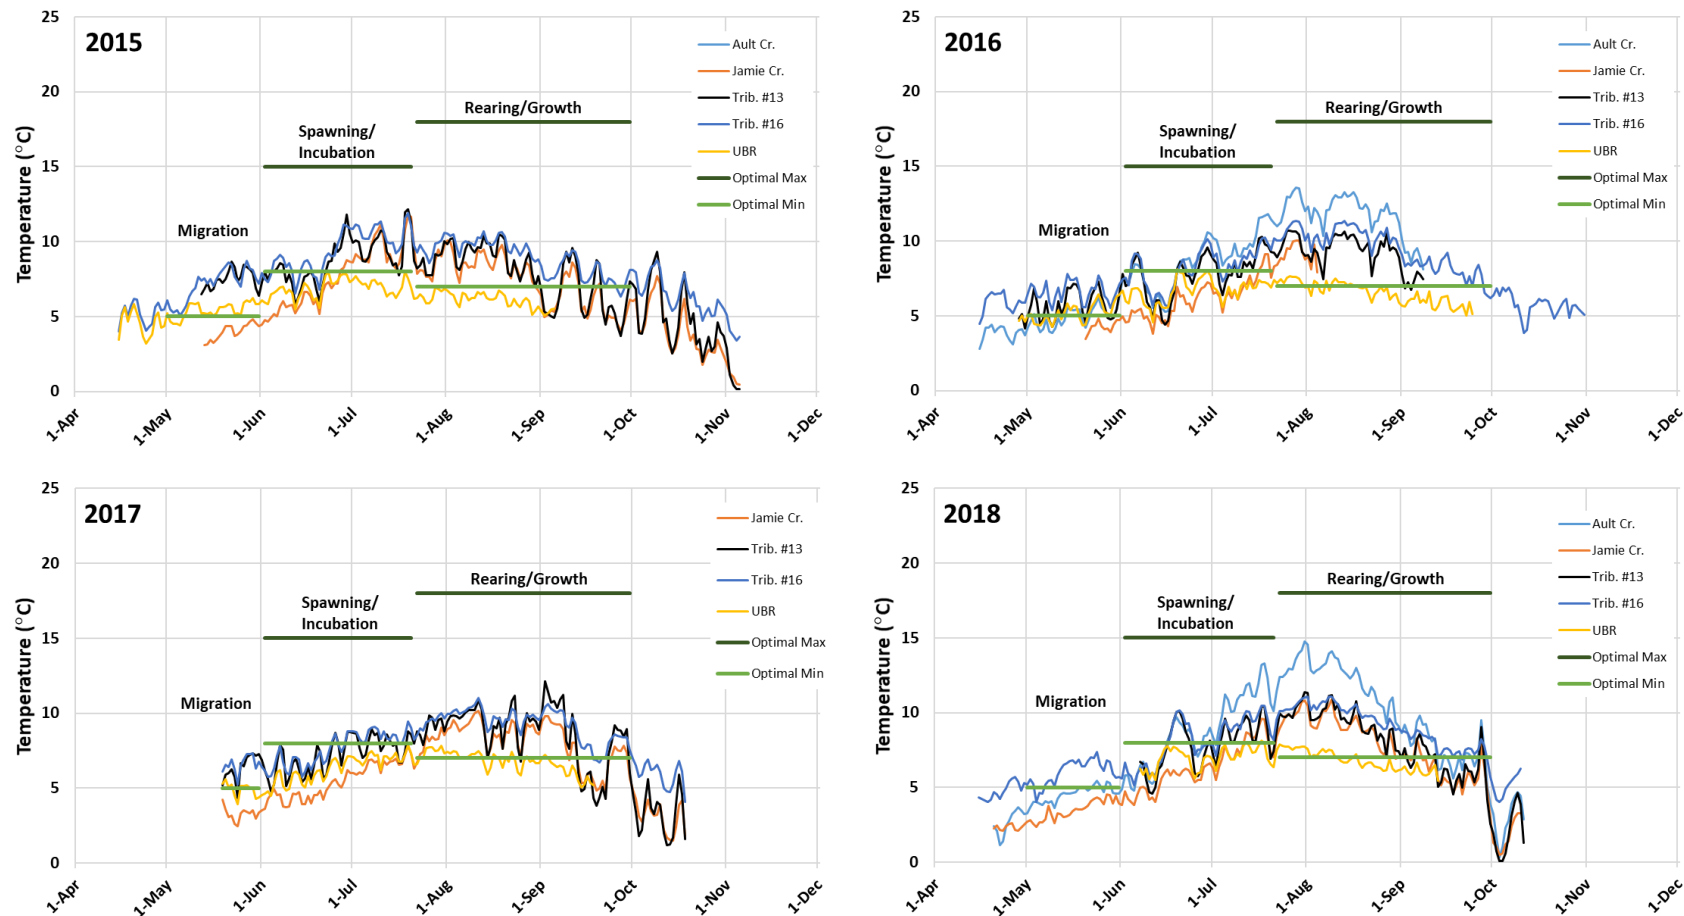 2015
25
20
15
10
5
0
Temperature (°C)
Migration
Spawning/
Incubation
Rearing/Growth
Ault Cr.
Jamie Cr.
Trib. #13
Trib. #16
UBR
Optimal Max
Optimal Min
1-Apr
1-May
1-Jun
1-Jul
1-Aug
1-Sep
1-Oct
1-Nov
1-Dec
2016
25
20
15
10
5
0
Temperature (°C)
Migration
Spawning/
Incubation
Rearing/Growth
Ault Cr.
Jamie Cr.
Trib. #13
Trib. #16
UBR
Optimal Max
Optimal Min
1-Apr
1-May
1-Jun
1-Jul
1-Aug
1-Sep
1-Oct
1-Nov
1-Dec
2017
25
20
15
10
5
0
Temperature (°C)
Migration
Spawning/
Incubation
Rearing/Growth
Jamie Cr.
Trib. #13
Trib. #16
UBR
Optimal Max
Optimal Min
1-Apr
1-May
1-Jun
1-Jul
1-Aug
1-Sep
1-Oct
1-Nov
1-Dec
2018
25
20
15
10
5
0
Temperature (°C)
Migration
Spawning/
Incubation
Rearing/Growth
Ault Cr.
Jamie Cr.
Trib. #13
Trib. #16
UBR
Optimal Max
Optimal Min
1-Apr
1-May
1-Jun
1-Jul
1-Aug
1-Sep
1-Oct
1-Nov
1-Dec